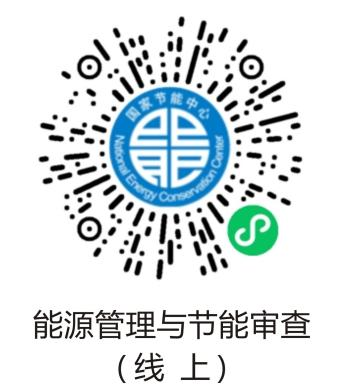 国家节能中心
National Energy Conservation Center
能源管理与节能审查
（线 上）